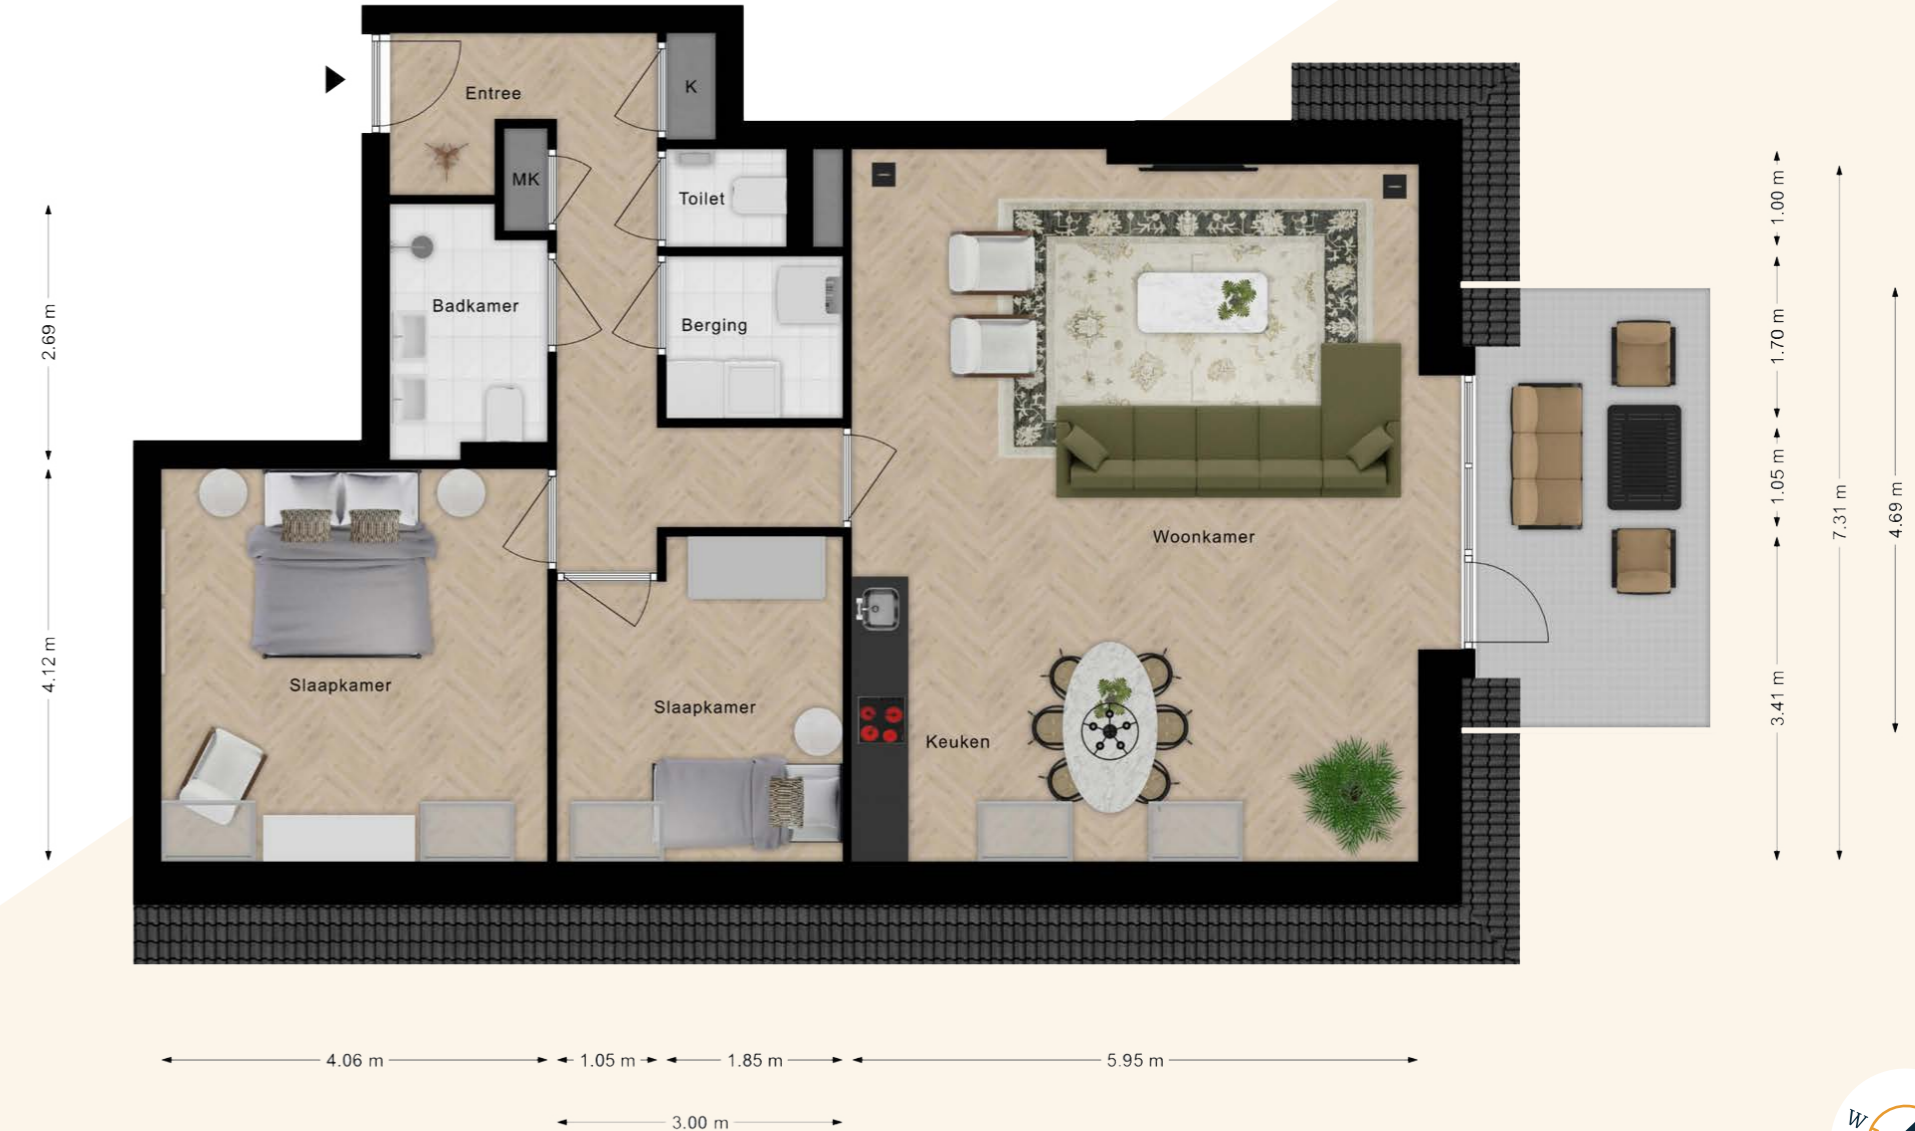 Entree
K
MK
Toilet
Badkamer
Berging
Woonkamer
Slaapkamer
Slaapkamer
Keuken
2.69 m
4.12 m
1.00 m
1.70 m
1.05 m
3.41 m
7.31 m
4.69 m
4.06 m
1.05 m
1.85 m
5.95 m
3.00 m
W